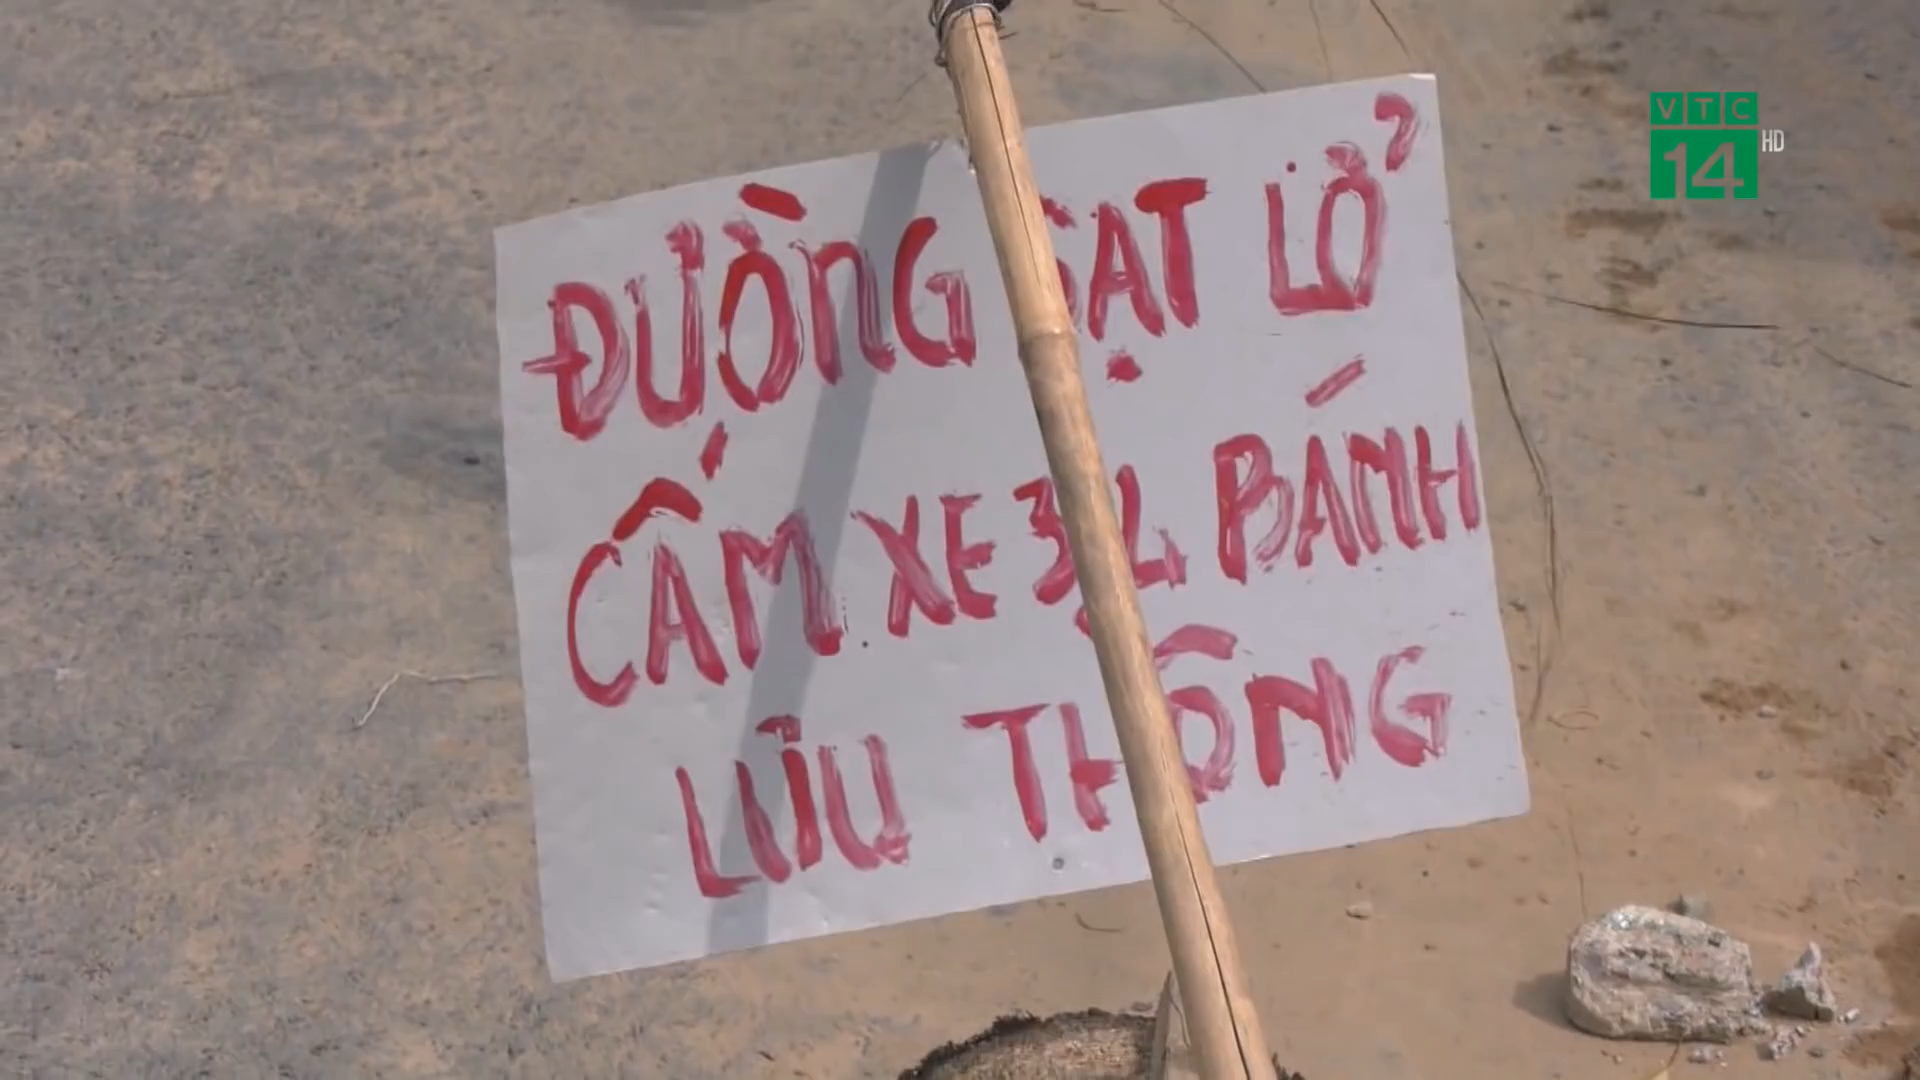 ĐƯỜNG SẠT LỞ
CẤM XE 3,4 BÁNH
LƯU THÔNG
VTC
14 HD